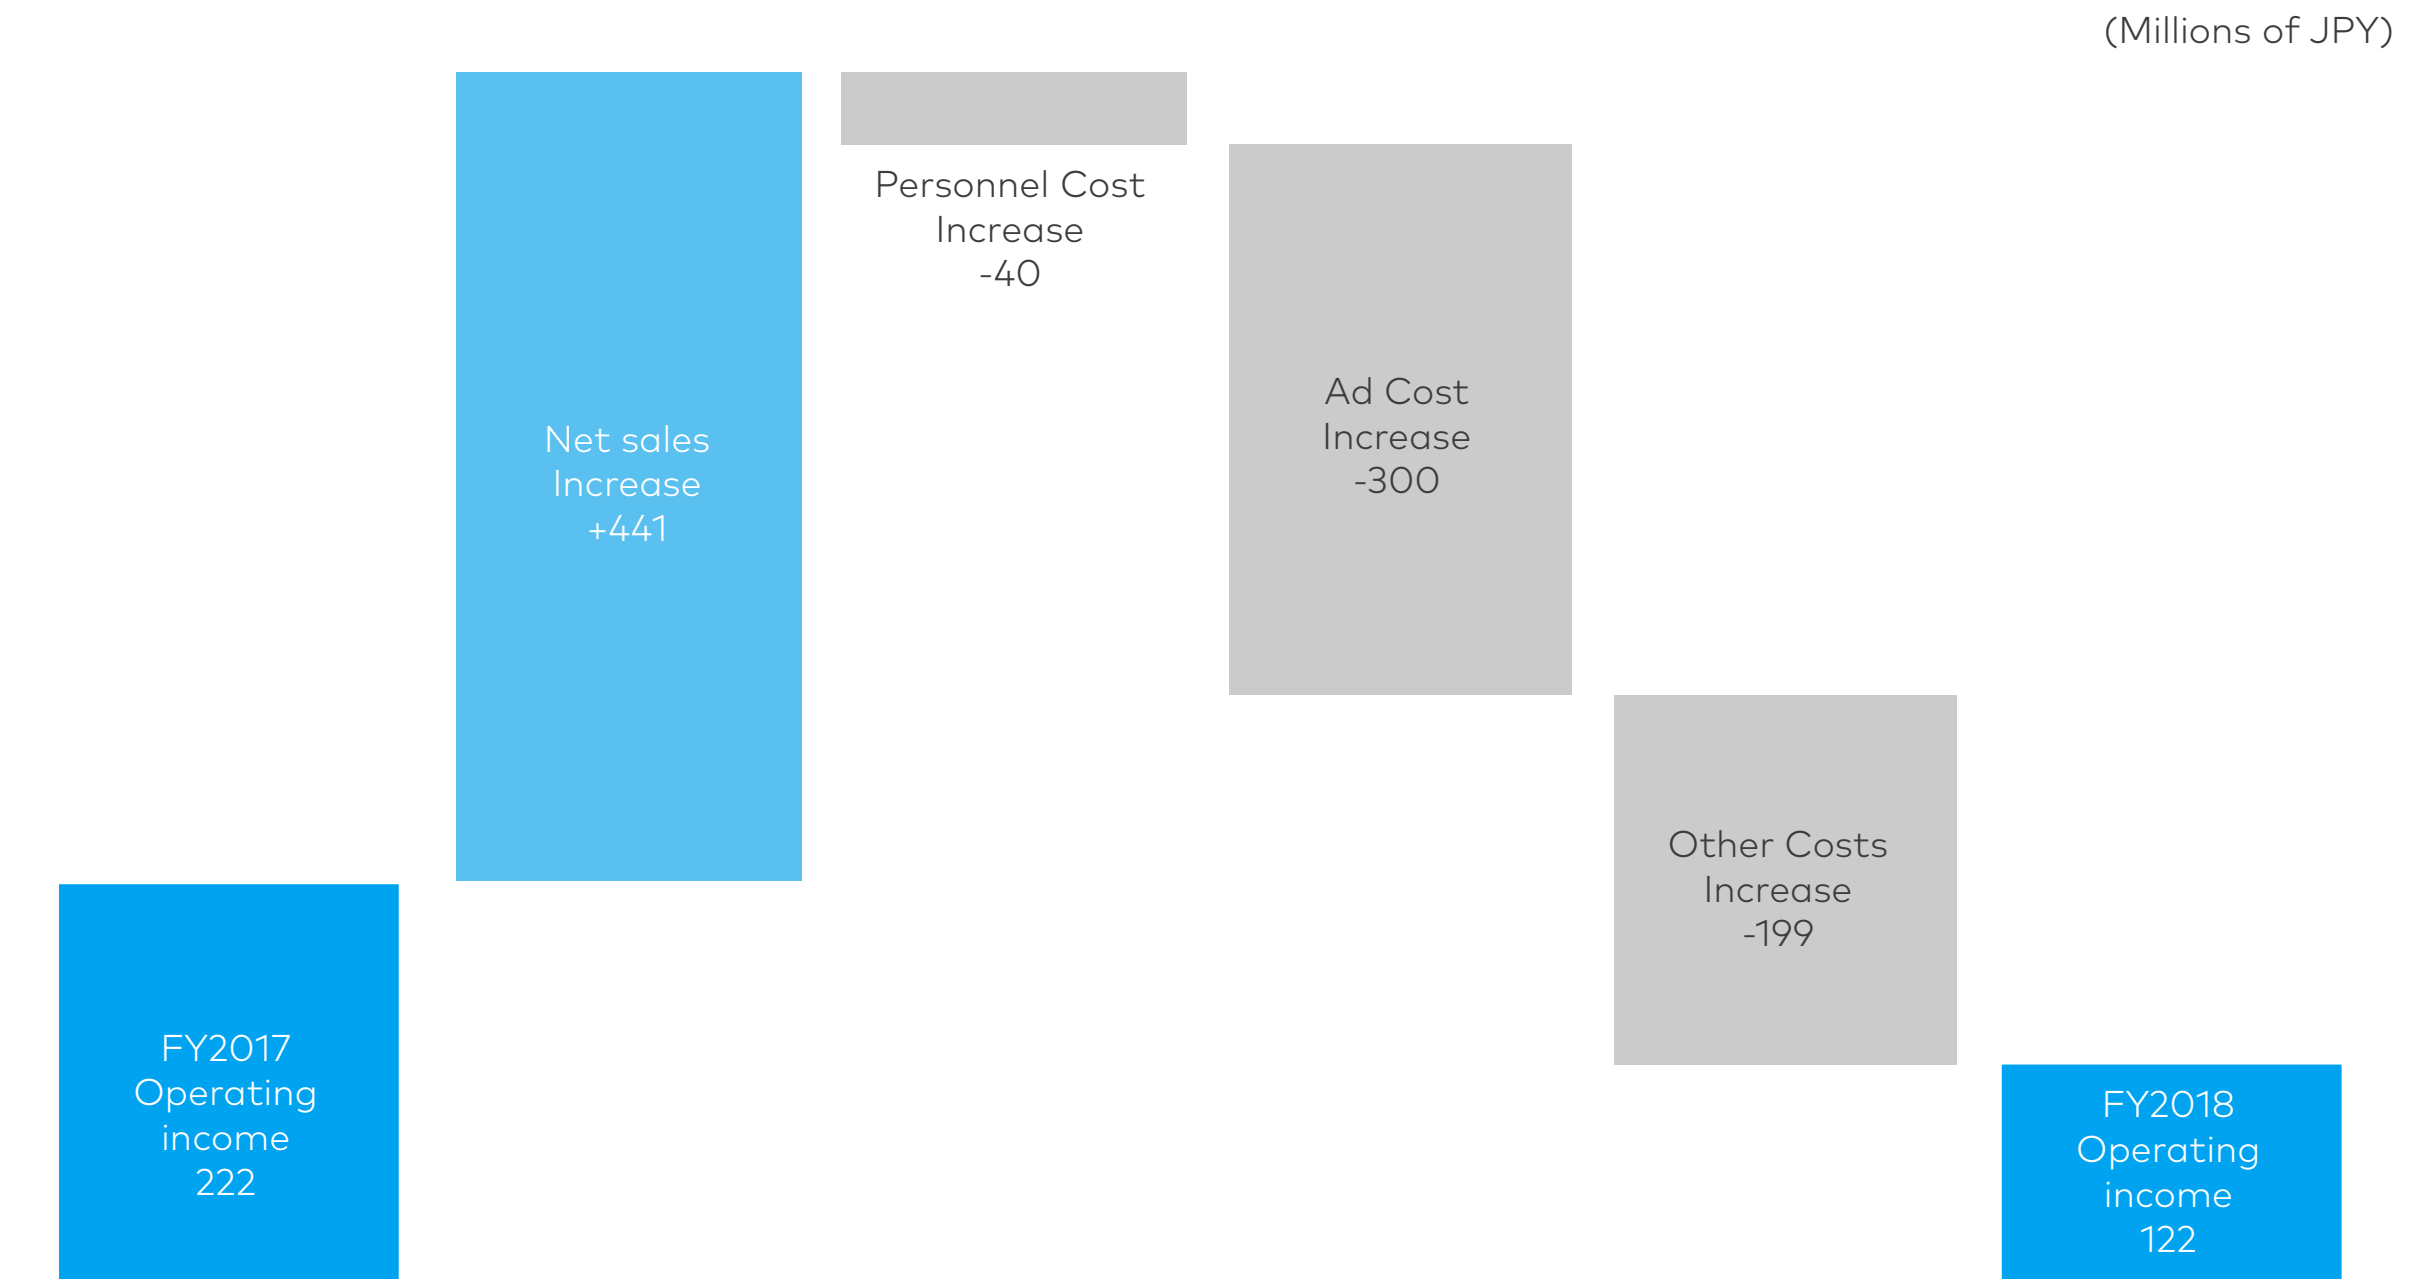 (Millions of JPY)
FY2017
Operating
income
222
Net sales
Increase
+441
Personnel Cost
Increase
-40
Ad Cost
Increase
-300
Other Costs
Increase
-199
FY2018
Operating
income
122